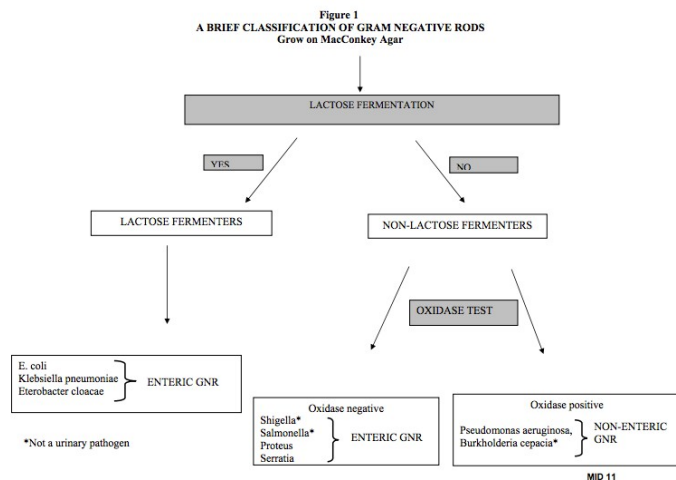 Figure 1
A BRIEF CLASSIFICATION OF GRAM NEGATIVE RODS
Grow on MacConkey Agar
LACTOSE FERMENTATION
YES
NO
LACTOSE FERMENTERS
NON-LACTOSE FERMENTERS
OXIDASE TEST
E. coli
Klebsiella pneumoniae
Eterobacter cloacae
ENTERIC GNR
Oxidase negative
Shigella*
Salmonella*
Proteus
Serratia
ENTERIC GNR
Oxidase positive
Pseudomonas aeruginosa,
Burkholderia cepacia*
NON-ENTERIC
GNR
*Not a urinary pathogen
MID 11